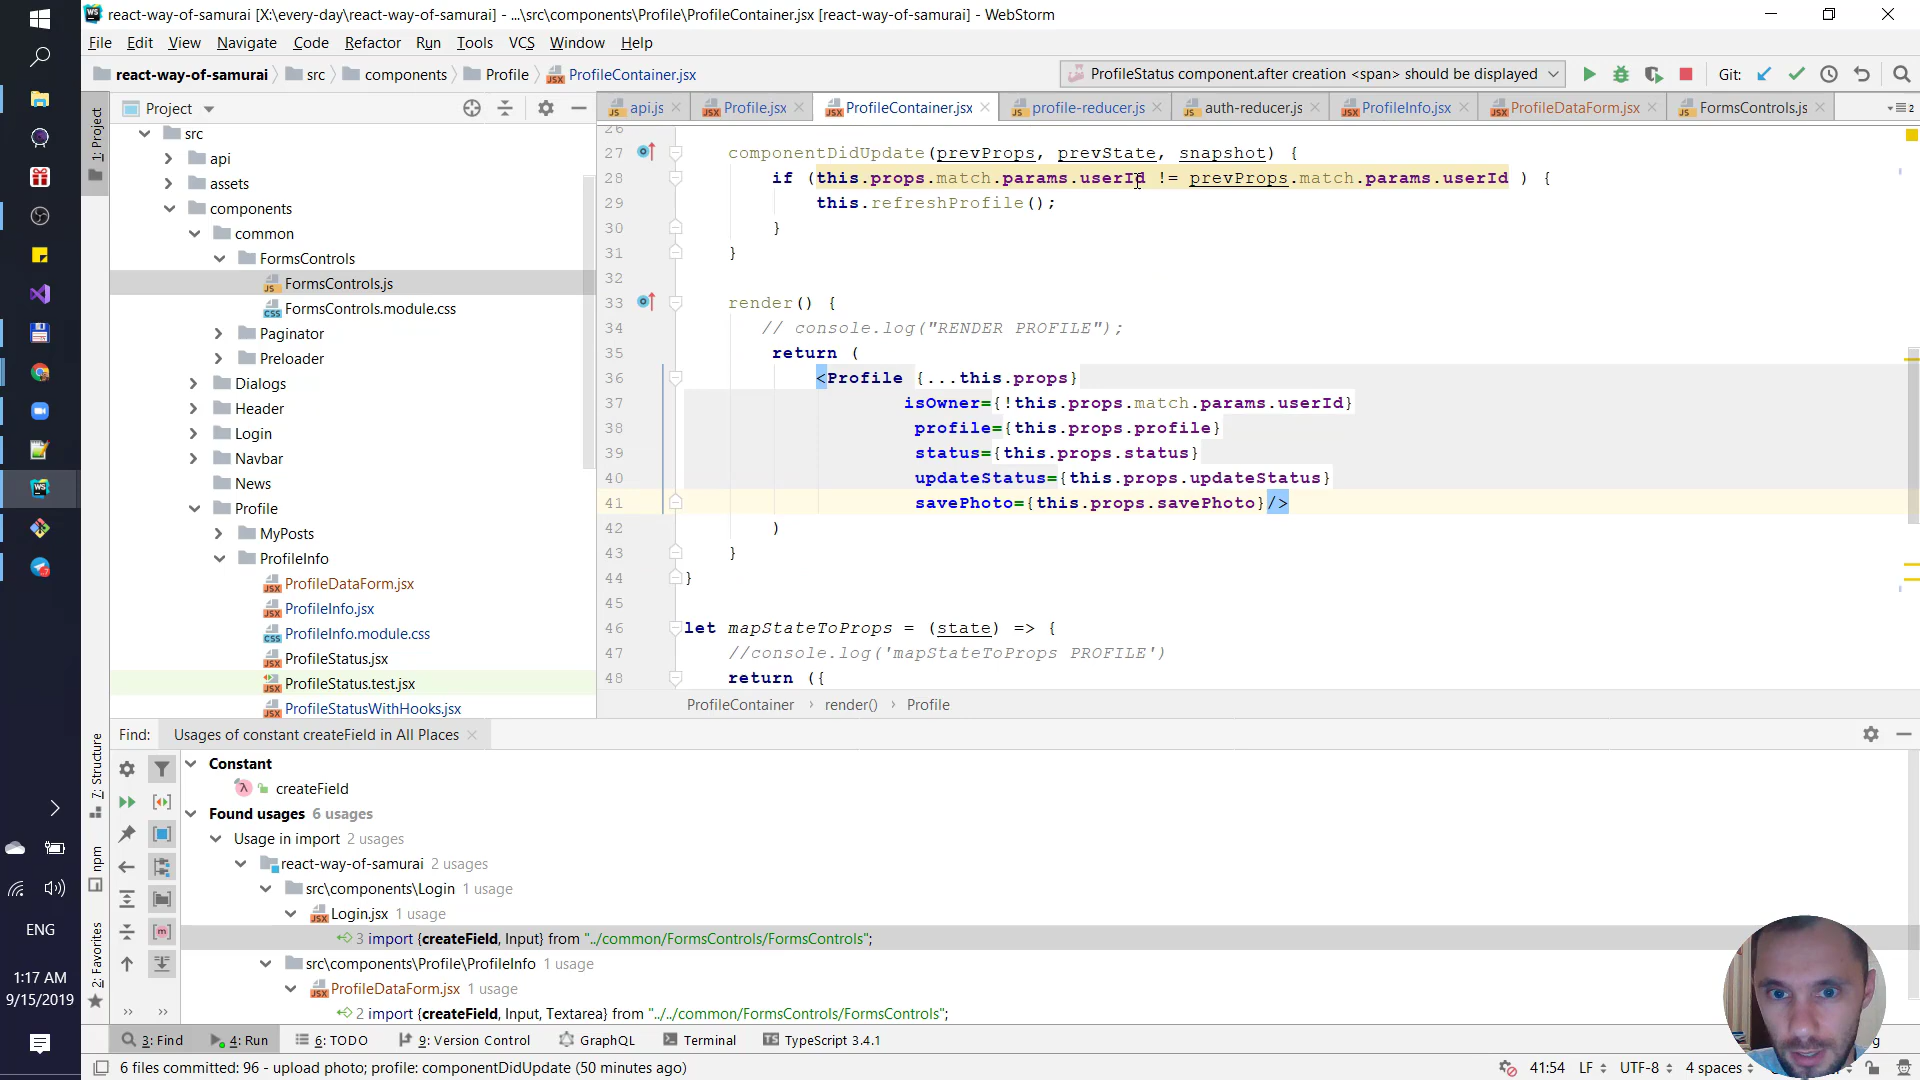 react-way-of-samurai [X:\every-day\react-way-of-samurai] - ...\src\components\Profile\ProfileContainer.jsx [react-way-of-samurai] - WebStorm
File Edit View Navigate Code Refactor Run Tools VCS Window Help
react-way-of-samurai src components Profile ProfileContainer.jsx
ProfileStatus component.after creation <span> should be displayed
Git:
1: Project
Project
api.js Profile.jsx ProfileContainer.jsx profile-reducer.js auth-reducer.js ProfileInfo.jsx ProfileDataForm.jsx FormsControls.js
2
src
api
assets
components
common
FormsControls
FormsControls.js
FormsControls.module.css
Paginator
Preloader
Dialogs
Header
Login
Navbar
News
Profile
MyPosts
ProfileInfo
ProfileDataForm.jsx
ProfileInfo.jsx
ProfileInfo.module.css
ProfileStatus.jsx
ProfileStatus.test.jsx
ProfileStatusWithHooks.jsx
26
27 componentDidUpdate(prevProps, prevState, snapshot) {
28 if (this.props.match.params.userId != prevProps.match.params.userId ) {
29 this.refreshProfile();
30 }
31 }
32
33 render() {
34 // console.log("RENDER PROFILE");
35 return (
36 <Profile {...this.props}
37 isOwner={!this.props.match.params.userId}
38 profile={this.props.profile}
39 status={this.props.status}
40 updateStatus={this.props.updateStatus}
41 savePhoto={this.props.savePhoto}/>
42 )
43 }
44 }
45
46 let mapStateToProps = (state) => {
47 //console.log('mapStateToProps PROFILE')
48 return ({
ProfileContainer › render() › Profile
Find: Usages of constant createField in All Places
7: Structure
npm
2: Favorites
Constant
createField
Found usages 6 usages
Usage in import 2 usages
react-way-of-samurai 2 usages
src\components\Login 1 usage
Login.jsx 1 usage
3 import {createField, Input} from "../common/FormsControls/FormsControls";
src\components\Profile\ProfileInfo 1 usage
ProfileDataForm.jsx 1 usage
2 import {createField, Input, Textarea} from "../../common/FormsControls/FormsControls";
3: Find 4: Run 6: TODO 9: Version Control GraphQL Terminal TypeScript 3.4.1
6 files committed: 96 - upload photo; profile: componentDidUpdate (50 minutes ago)
41:54 LF UTF-8 4 spaces
ENG
1:17 AM
9/15/2019